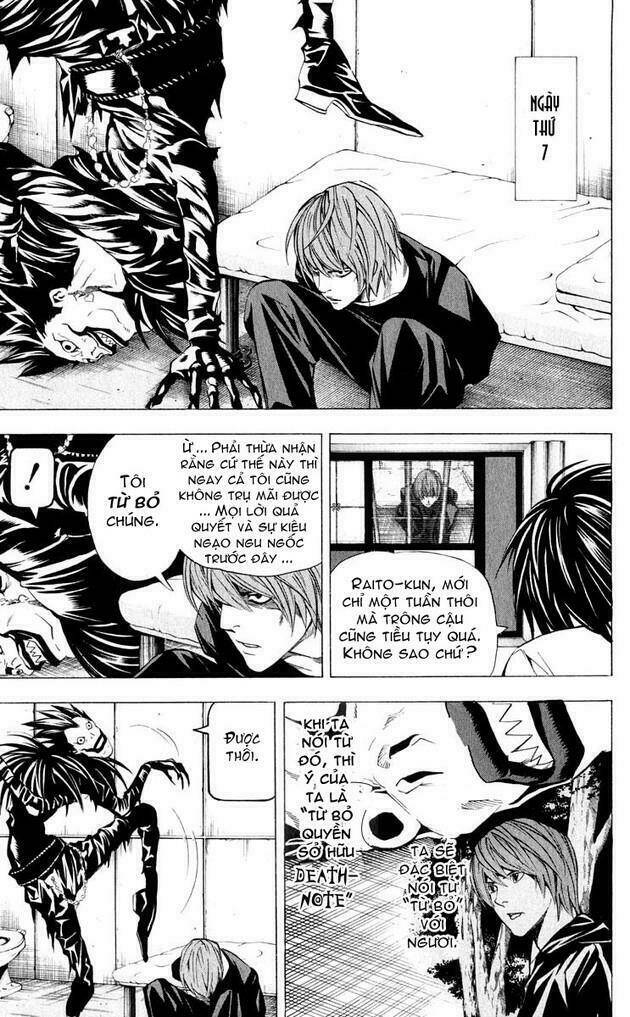 NGÀY
THỨ
7
RAITO-KUN, MỚI
CHỈ MỘT TUẦN THÔI
MÀ TRÔNG CẬU
CŨNG TIỀU TỤY QUÁ.
KHÔNG SAO CHỨ?
Ừ... PHẢI THỪA NHẬN
RẰNG CỨ THẾ NÀY THÌ
NGAY CẢ TÔI CŨNG
KHÔNG TRỤ MÃI ĐƯỢC
... MỌI LỜI QUẢ
QUYẾT VÀ SỰ KIÊU
NGẠO NGU NGỐC
TRƯỚC ĐÂY ...
TÔI
TỪ BỎ
CHÚNG.
!
TA SẼ
ĐẶC BIỆT
NÓI TỪ
"TỪ BỎ"
VỚI
NGƯƠI.
KHI TA
NÓI TỪ
ĐÓ, THÌ
Ý CỦA
TA LÀ
"TỪ BỎ
QUYỀN
SỞ HỮU
DEATH-
NOTE"
ĐƯỢC
THÔI.